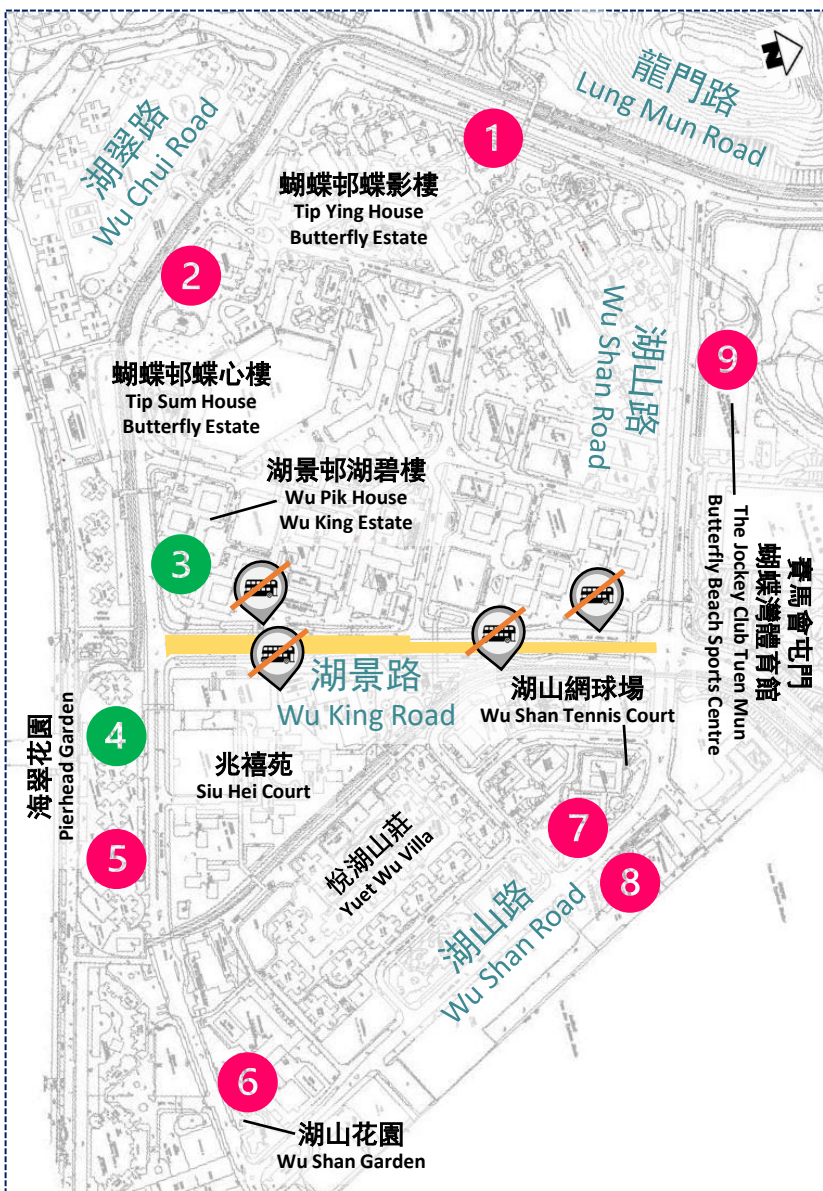 N
龍門路
Lung Mun Road
1
湖翠路
Wu Chui Road
蝴蝶邨蝶影樓
Tip Ying House
Butterfly Estate
2
湖山路
Wu Shan Road
9
蝴蝶邨蝶心樓
Tip Sum House
Butterfly Estate
湖景邨湖碧樓
Wu Pik House
Wu King Estate
賽馬會屯門
蝴蝶灣體育館
The Jockey Club Tuen Mun
Butterfly Beach Sports Centre
3
湖景路
Wu King Road
湖山網球場
Wu Shan Tennis Court
4
海翠花園
Pierhead Garden
兆禧苑
Siu Hei Court
5
悅湖山莊
Yuet Wu Villa
7
8
湖山路
Wu Shan Road
6
湖山花園
Wu Shan Garden